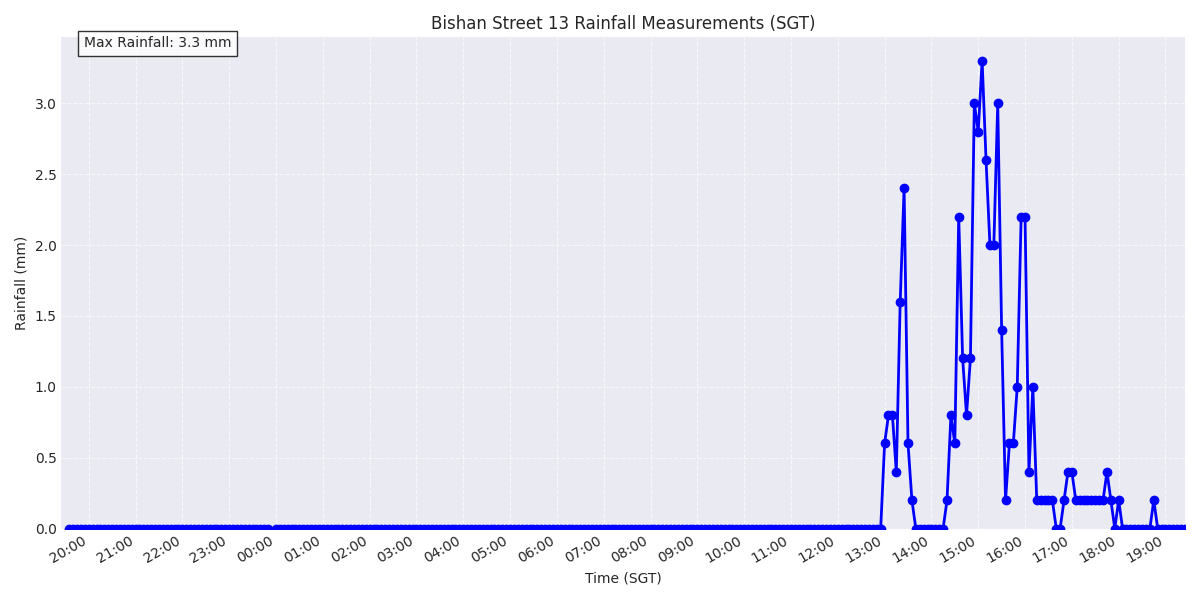 Bishan Street 13 Rainfall Measurements (SGT)
Max Rainfall: 3.3 mm
Rainfall (mm)
3.0
2.5
2.0
1.5
1.0
0.5
0.0
20:00 21:00 22:00 23:00 00:00 01:00 02:00 03:00 04:00 05:00 06:00 07:00 08:00 09:00 10:00 11:00 12:00 13:00 14:00 15:00 16:00 17:00 18:00 19:00
Time (SGT)